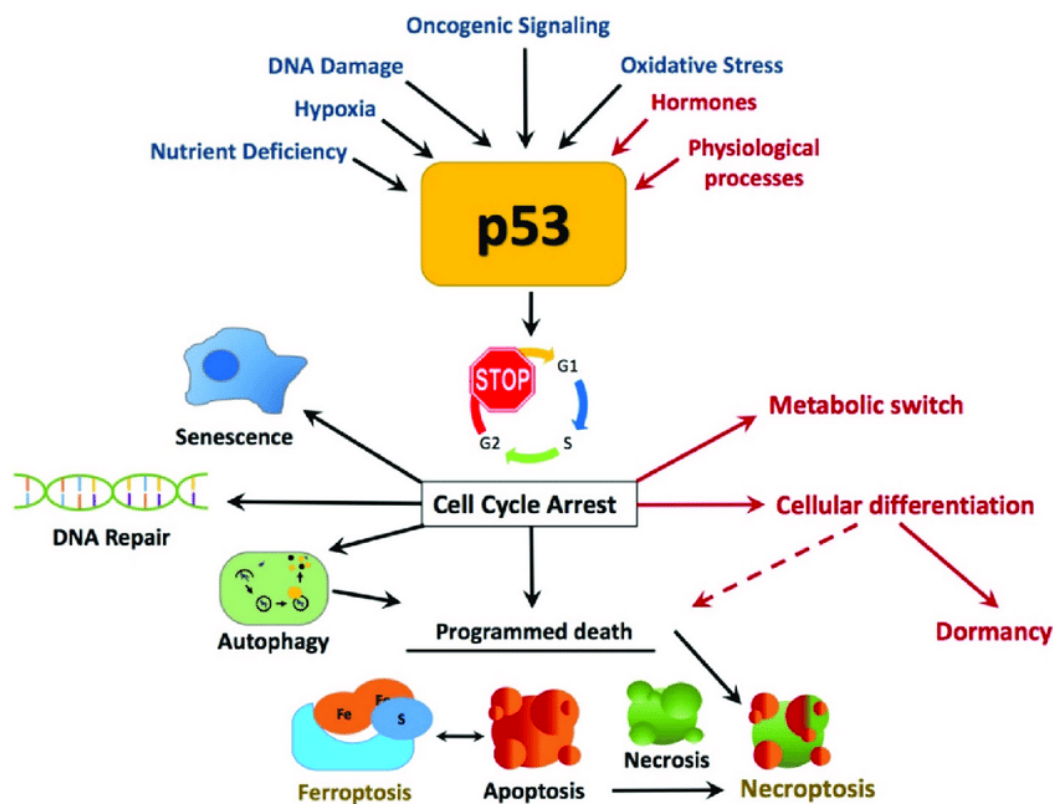 Oncogenic Signaling
DNA Damage
Oxidative Stress
Hypoxia
Hormones
Nutrient Deficiency
Physiological
processes
p53
STOP
G1
G2
S
Senescence
Metabolic switch
Cell Cycle Arrest
Cellular differentiation
DNA Repair
Autophagy
Programmed death
Dormancy
Fe
Fe
S
Necrosis
Ferroptosis
Apoptosis
Necroptosis